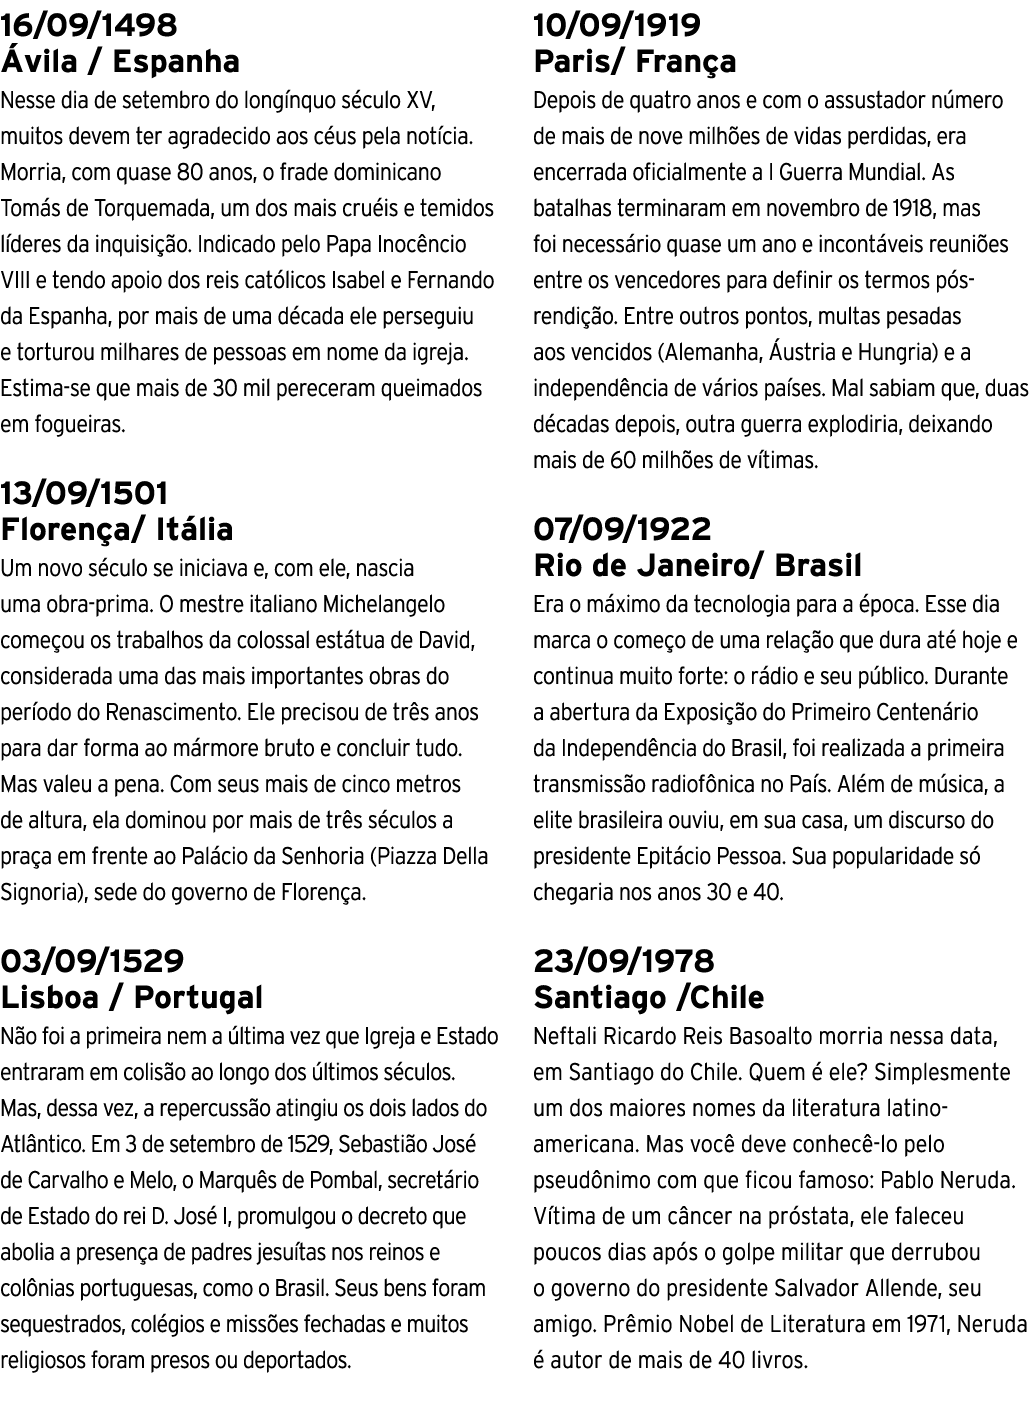 16/09/1498
Ávila / Espanha
Nesse dia de setembro do longínquo século XV,
muitos devem ter agradecido aos céus pela notícia.
Morria, com quase 80 anos, o frade dominicano
Tomás de Torquemada, um dos mais cruéis e temidos
líderes da inquisição. Indicado pelo Papa Inocêncio
VIII e tendo apoio dos reis católicos Isabel e Fernando
da Espanha, por mais de uma década ele perseguiu
e torturou milhares de pessoas em nome da igreja.
Estima-se que mais de 30 mil pereceram queimados
em fogueiras.
13/09/1501
Florença/ Itália
Um novo século se iniciava e, com ele, nascia
uma obra-prima. O mestre italiano Michelangelo
começou os trabalhos da colossal estátua de David,
considerada uma das mais importantes obras do
período do Renascimento. Ele precisou de três anos
para dar forma ao mármore bruto e concluir tudo.
Mas valeu a pena. Com seus mais de cinco metros
de altura, ela dominou por mais de três séculos a
praça em frente ao Palácio da Senhoria (Piazza Della
Signoria), sede do governo de Florença.
03/09/1529
Lisboa / Portugal
Não foi a primeira nem a última vez que Igreja e Estado
entraram em colisão ao longo dos últimos séculos.
Mas, dessa vez, a repercussão atingiu os dois lados do
Atlântico. Em 3 de setembro de 1529, Sebastião José
de Carvalho e Melo, o Marquês de Pombal, secretário
de Estado do rei D. José I, promulgou o decreto que
abolia a presença de padres jesuítas nos reinos e
colônias portuguesas, como o Brasil. Seus bens foram
sequestrados, colégios e missões fechadas e muitos
religiosos foram presos ou deportados.
10/09/1919
Paris/ França
Depois de quatro anos e com o assustador número
de mais de nove milhões de vidas perdidas, era
encerrada oficialmente a I Guerra Mundial. As
batalhas terminaram em novembro de 1918, mas
foi necessário quase um ano e incontáveis reuniões
entre os vencedores para definir os termos pós-
rendição. Entre outros pontos, multas pesadas
aos vencidos (Alemanha, Áustria e Hungria) e a
independência de vários países. Mal sabiam que, duas
décadas depois, outra guerra explodiria, deixando
mais de 60 milhões de vítimas.
07/09/1922
Rio de Janeiro/ Brasil
Era o máximo da tecnologia para a época. Esse dia
marca o começo de uma relação que dura até hoje e
continua muito forte: o rádio e seu público. Durante
a abertura da Exposição do Primeiro Centenário
da Independência do Brasil, foi realizada a primeira
transmissão radiofônica no País. Além de música, a
elite brasileira ouviu, em sua casa, um discurso do
presidente Epitácio Pessoa. Sua popularidade só
chegaria nos anos 30 e 40.
23/09/1978
Santiago /Chile
Neftali Ricardo Reis Basoalto morria nessa data,
em Santiago do Chile. Quem é ele? Simplesmente
um dos maiores nomes da literatura latino-
americana. Mas você deve conhecê-lo pelo
pseudônimo com que ficou famoso: Pablo Neruda.
Vítima de um câncer na próstata, ele faleceu
poucos dias após o golpe militar que derrubou
o governo do presidente Salvador Allende, seu
amigo. Prêmio Nobel de Literatura em 1971, Neruda
é autor de mais de 40 livros.